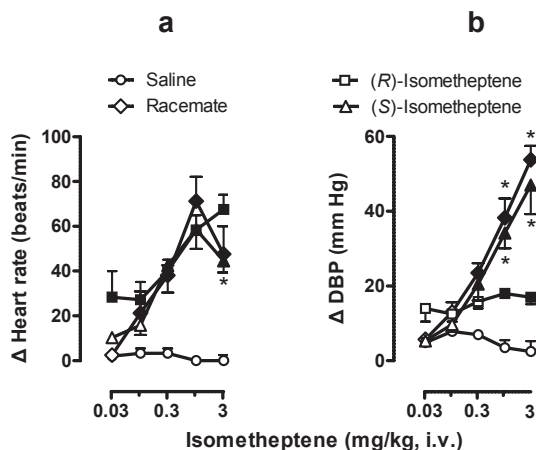 a
b
Saline
Racemate
(R)-Isometheptene
(S)-Isometheptene
Δ Heart rate (beats/min)
100
80
60
40
20
0
*
0.03
0.3
3
Δ DBP (mm Hg)
60
40
20
0
*
*
*
*
0.03
0.3
3
Isometheptene (mg/kg, i.v.)